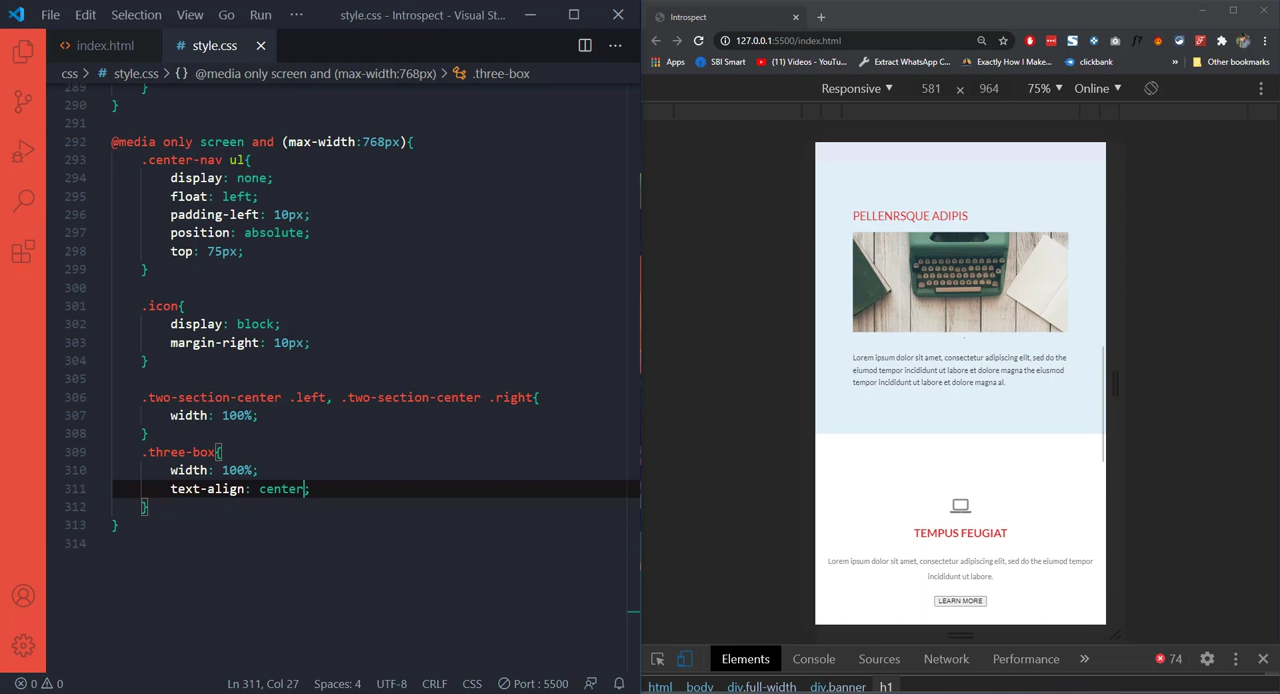 File Edit Selection View Go Run ··· style.css - Introspect - Visual St...
<> index.html # style.css
css > # style.css > {} @media only screen and (max-width:768px) > .three-box
289 }
290 }
291
292 @media only screen and (max-width:768px){
293 .center-nav ul{
294 display: none;
295 float: left;
296 padding-left: 10px;
297 position: absolute;
298 top: 75px;
299 }
300
301 .icon{
302 display: block;
303 margin-right: 10px;
304 }
305
306 .two-section-center .left, .two-section-center .right{
307 width: 100%;
308 }
309 .three-box{
310 width: 100%;
311 text-align: center;
312 }
313 }
314
0 0 Ln 311, Col 27 Spaces: 4 UTF-8 CRLF CSS Port : 5500
Introspect
127.0.0.1:5500/index.html
Apps SBI Smart (11) Videos - YouTu... Extract WhatsApp C... Exactly How I Make... clickbank » Other bookmarks
Responsive 581 × 964 75% Online
PELLENRSQUE ADIPIS
Lorem ipsum dolor sit amet, consectetur adipiscing elit, sed do the
eiumod tempor incididunt ut labore et dolore magna the eiusmod
tempor incididunt ut labore et dolore magna al.
TEMPUS FEUGIAT
Lorem ipsum dolor sit amet, consectetur adipiscing elit, sed do the eiusmod tempor
incididunt ut labore.
LEARN MORE
Elements Console Sources Network Performance » 74
html body div.full-width div.banner h1